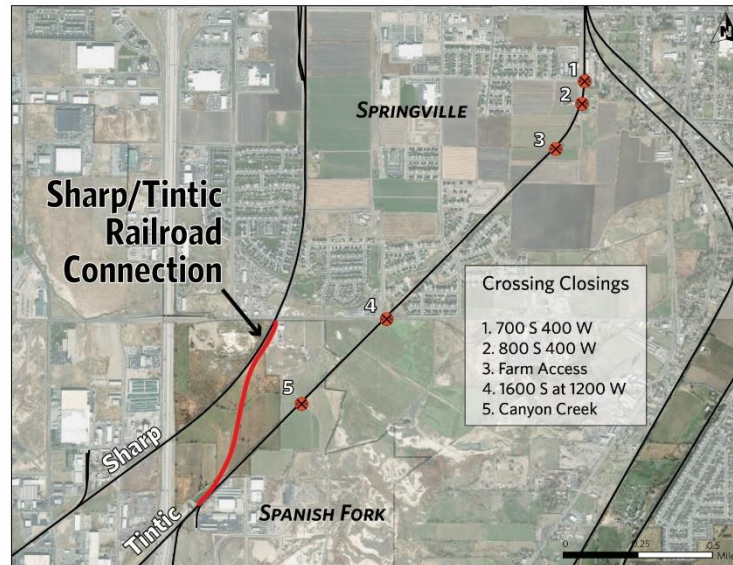 N
1
SPRINGVILLE
2
3
Sharp/Tintic
Railroad
Connection
Crossing Closings
1. 700 S 400 W
2. 800 S 400 W
3. Farm Access
4. 1600 S at 1200 W
5. Canyon Creek
4
5
Sharp
Tintic
SPANISH FORK
0 0.25 0.5
Mile